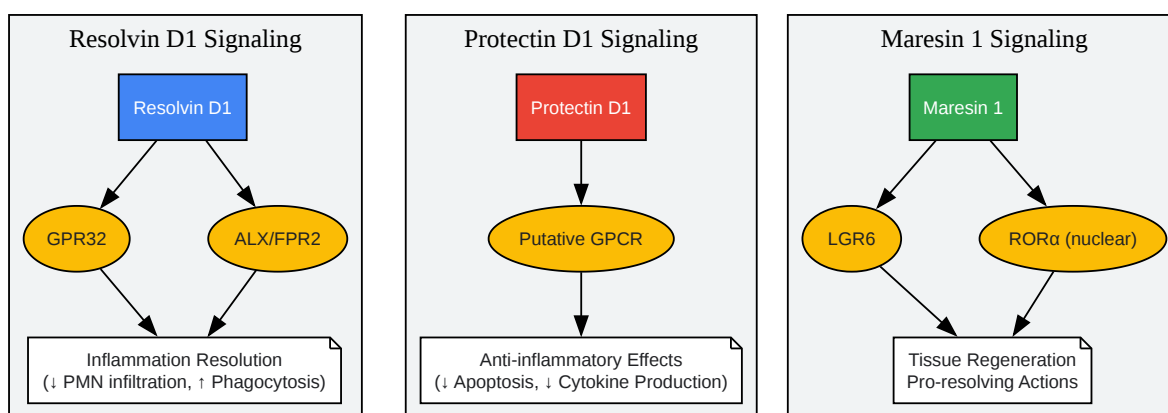 Resolvin D1 Signaling
Resolvin D1
GPR32
ALX/FPR2
Inflammation Resolution
(↓ PMN infiltration, ↑ Phagocytosis)
Protectin D1 Signaling
Protectin D1
Putative GPCR
Anti-inflammatory Effects
(↓ Apoptosis, ↓ Cytokine Production)
Maresin 1 Signaling
Maresin 1
LGR6
RORα (nuclear)
Tissue Regeneration
Pro-resolving Actions